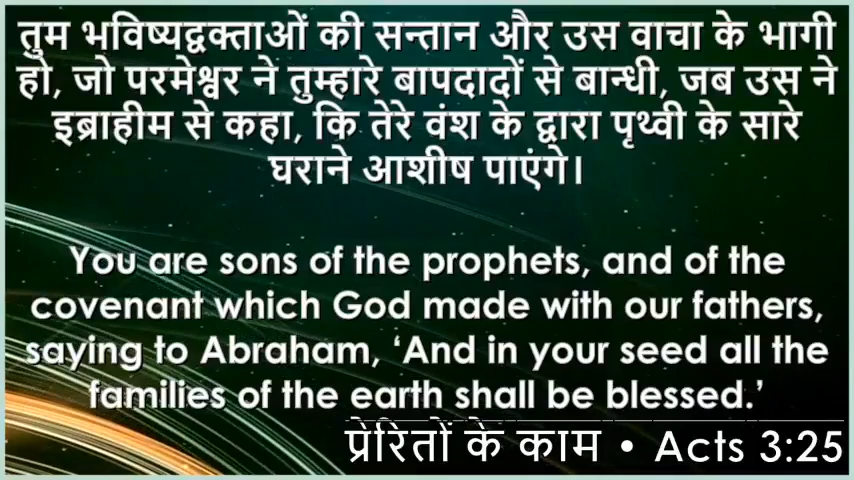 तुम भविष्यद्वक्ताओं की सन्तान और उस वाचा के भागी
हो, जो परमेश्वर ने तुम्हारे बापदादों से बान्धी, जब उस ने
इब्राहीम से कहा, कि तेरे वंश के द्वारा पृथ्वी के सारे
घराने आशीष पाएंगे।
You are sons of the prophets, and of the
covenant which God made with our fathers,
saying to Abraham, ‘And in your seed all the
families of the earth shall be blessed.’
प्रेरितों के काम • Acts 3:25